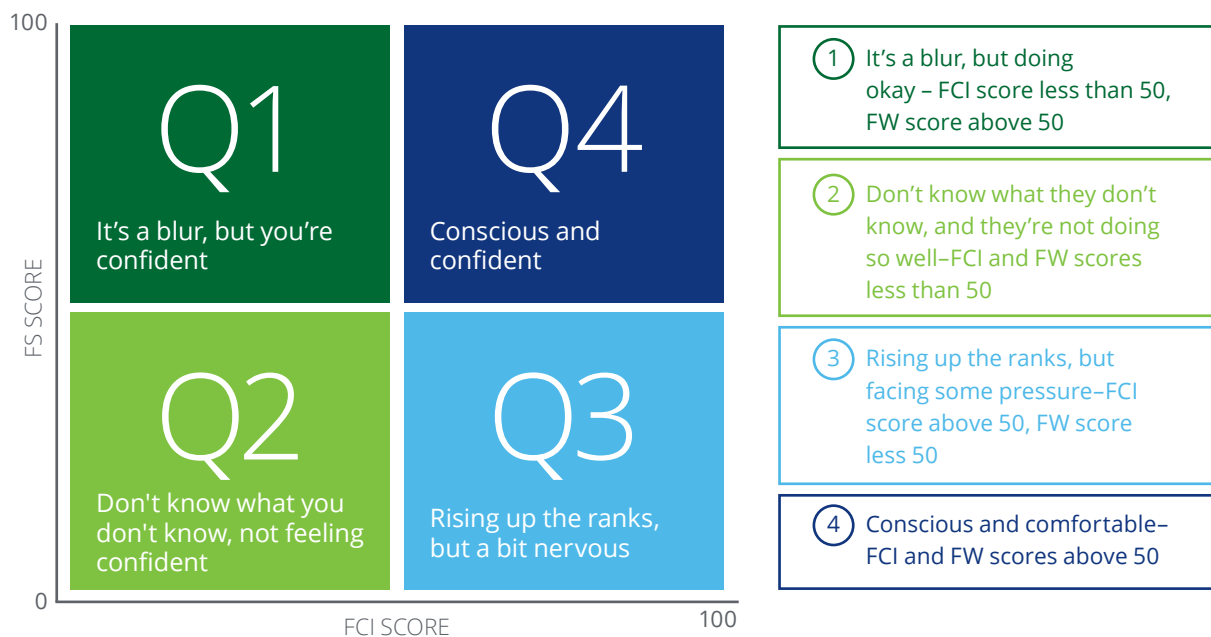 100
Q1
It’s a blur, but you’re
confident
Q4
Conscious and
confident
Q2
Don't know what you
don't know, not feeling
confident
Q3
Rising up the ranks,
but a bit nervous
FS SCORE
0
FCI SCORE
100
1 It’s a blur, but doing
okay – FCI score less than 50,
FW score above 50
2 Don’t know what they don’t
know, and they’re not doing
so well–FCI and FW scores
less than 50
3 Rising up the ranks, but
facing some pressure–FCI
score above 50, FW score
less 50
4 Conscious and comfortable–
FCI and FW scores above 50